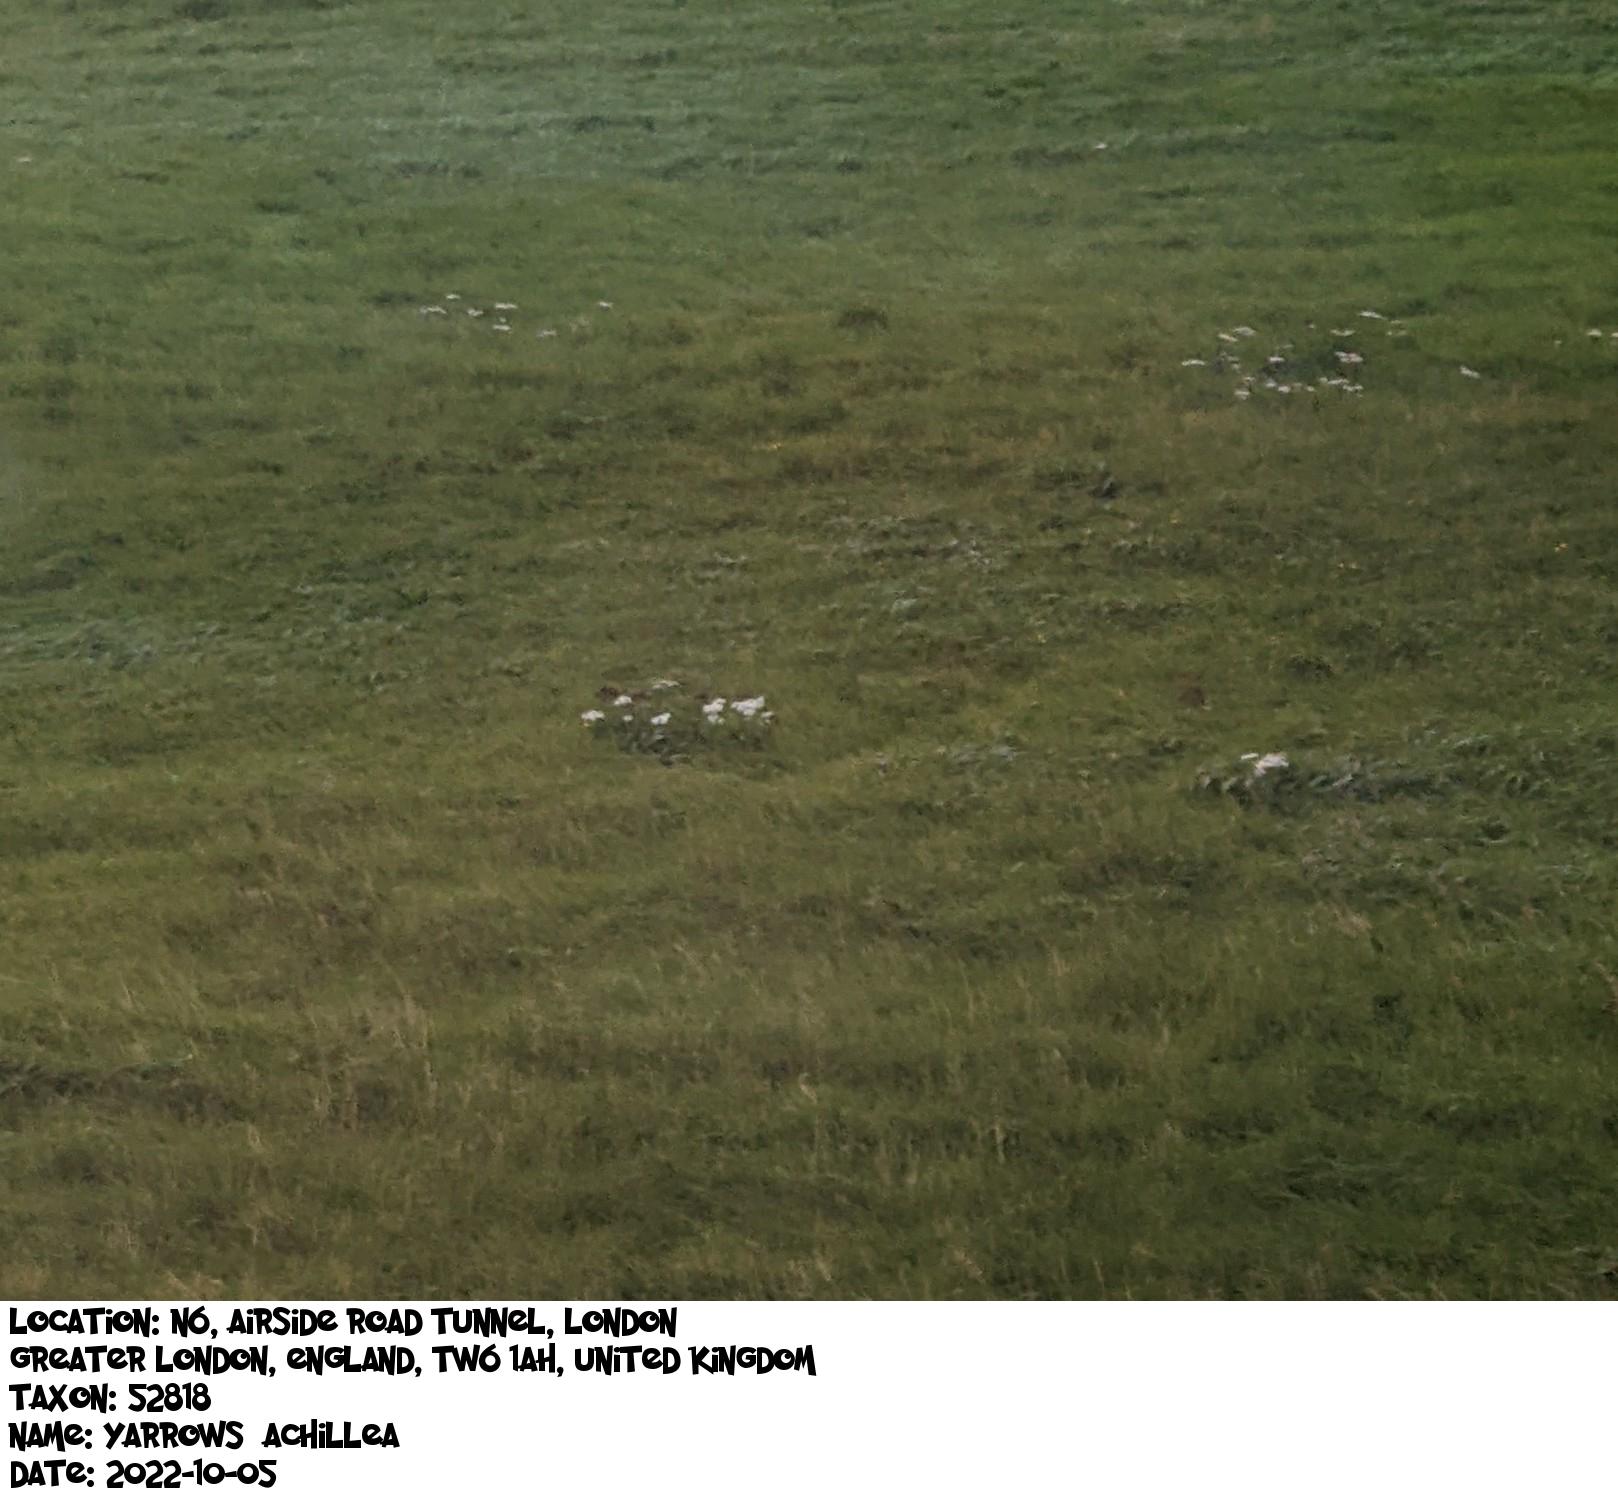 LOCATION: N6, AIRSIDE ROAD TUNNEL, LONDON
GREATER LONDON, ENGLAND, TW6 1AH, UNITED KINGDOM
TAXON: 52818
NAME: YARROWS ACHILLEA
DATE: 2022-10-05